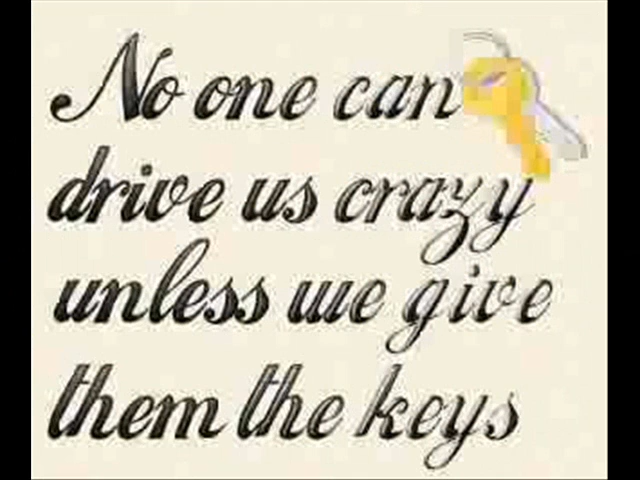 No one can
drive us crazy
unless we give
them the keys